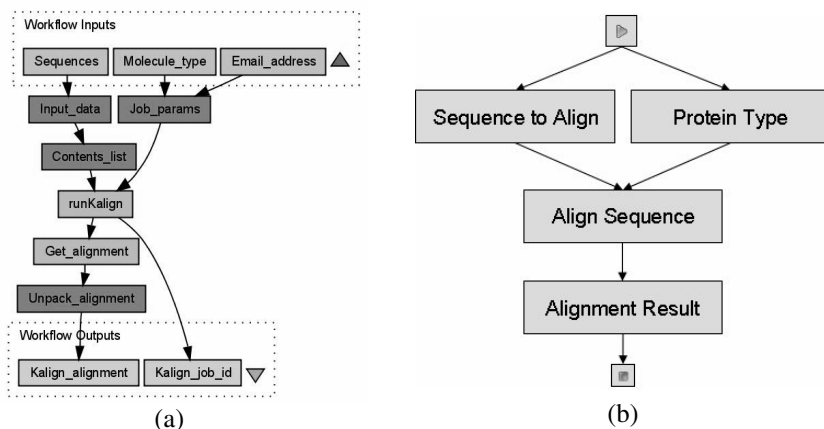 Workflow Inputs
Sequences Molecule_type Email_address
Input_data Job_params
Contents_list
runKalign
Get_alignment
Unpack_alignment
Workflow Outputs
Kalign_alignment Kalign_job_id
(a)
Sequence to Align Protein Type
Align Sequence
Alignment Result
(b)